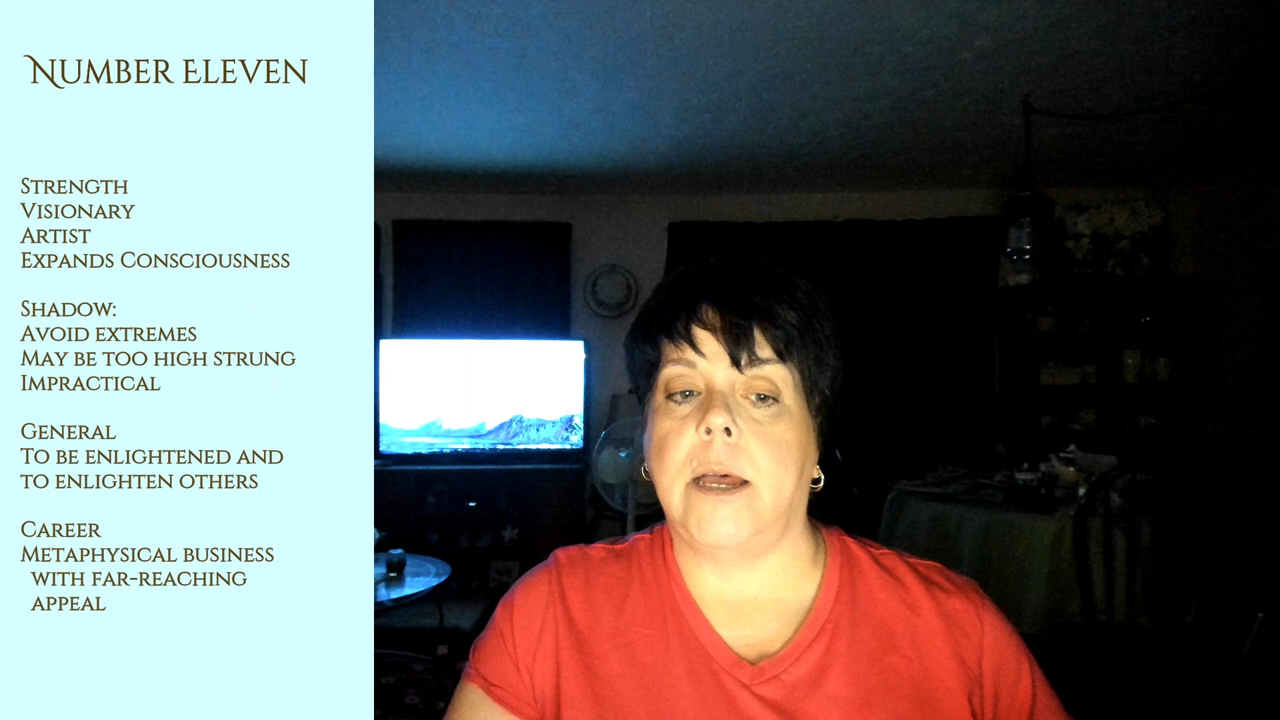 Number Eleven
Strength
Visionary
Artist
Expands Consciousness
Shadow:
Avoid extremes
May be too high strung
Impractical
General
To be enlightened and
to enlighten others
Career
Metaphysical business
with far-reaching
appeal